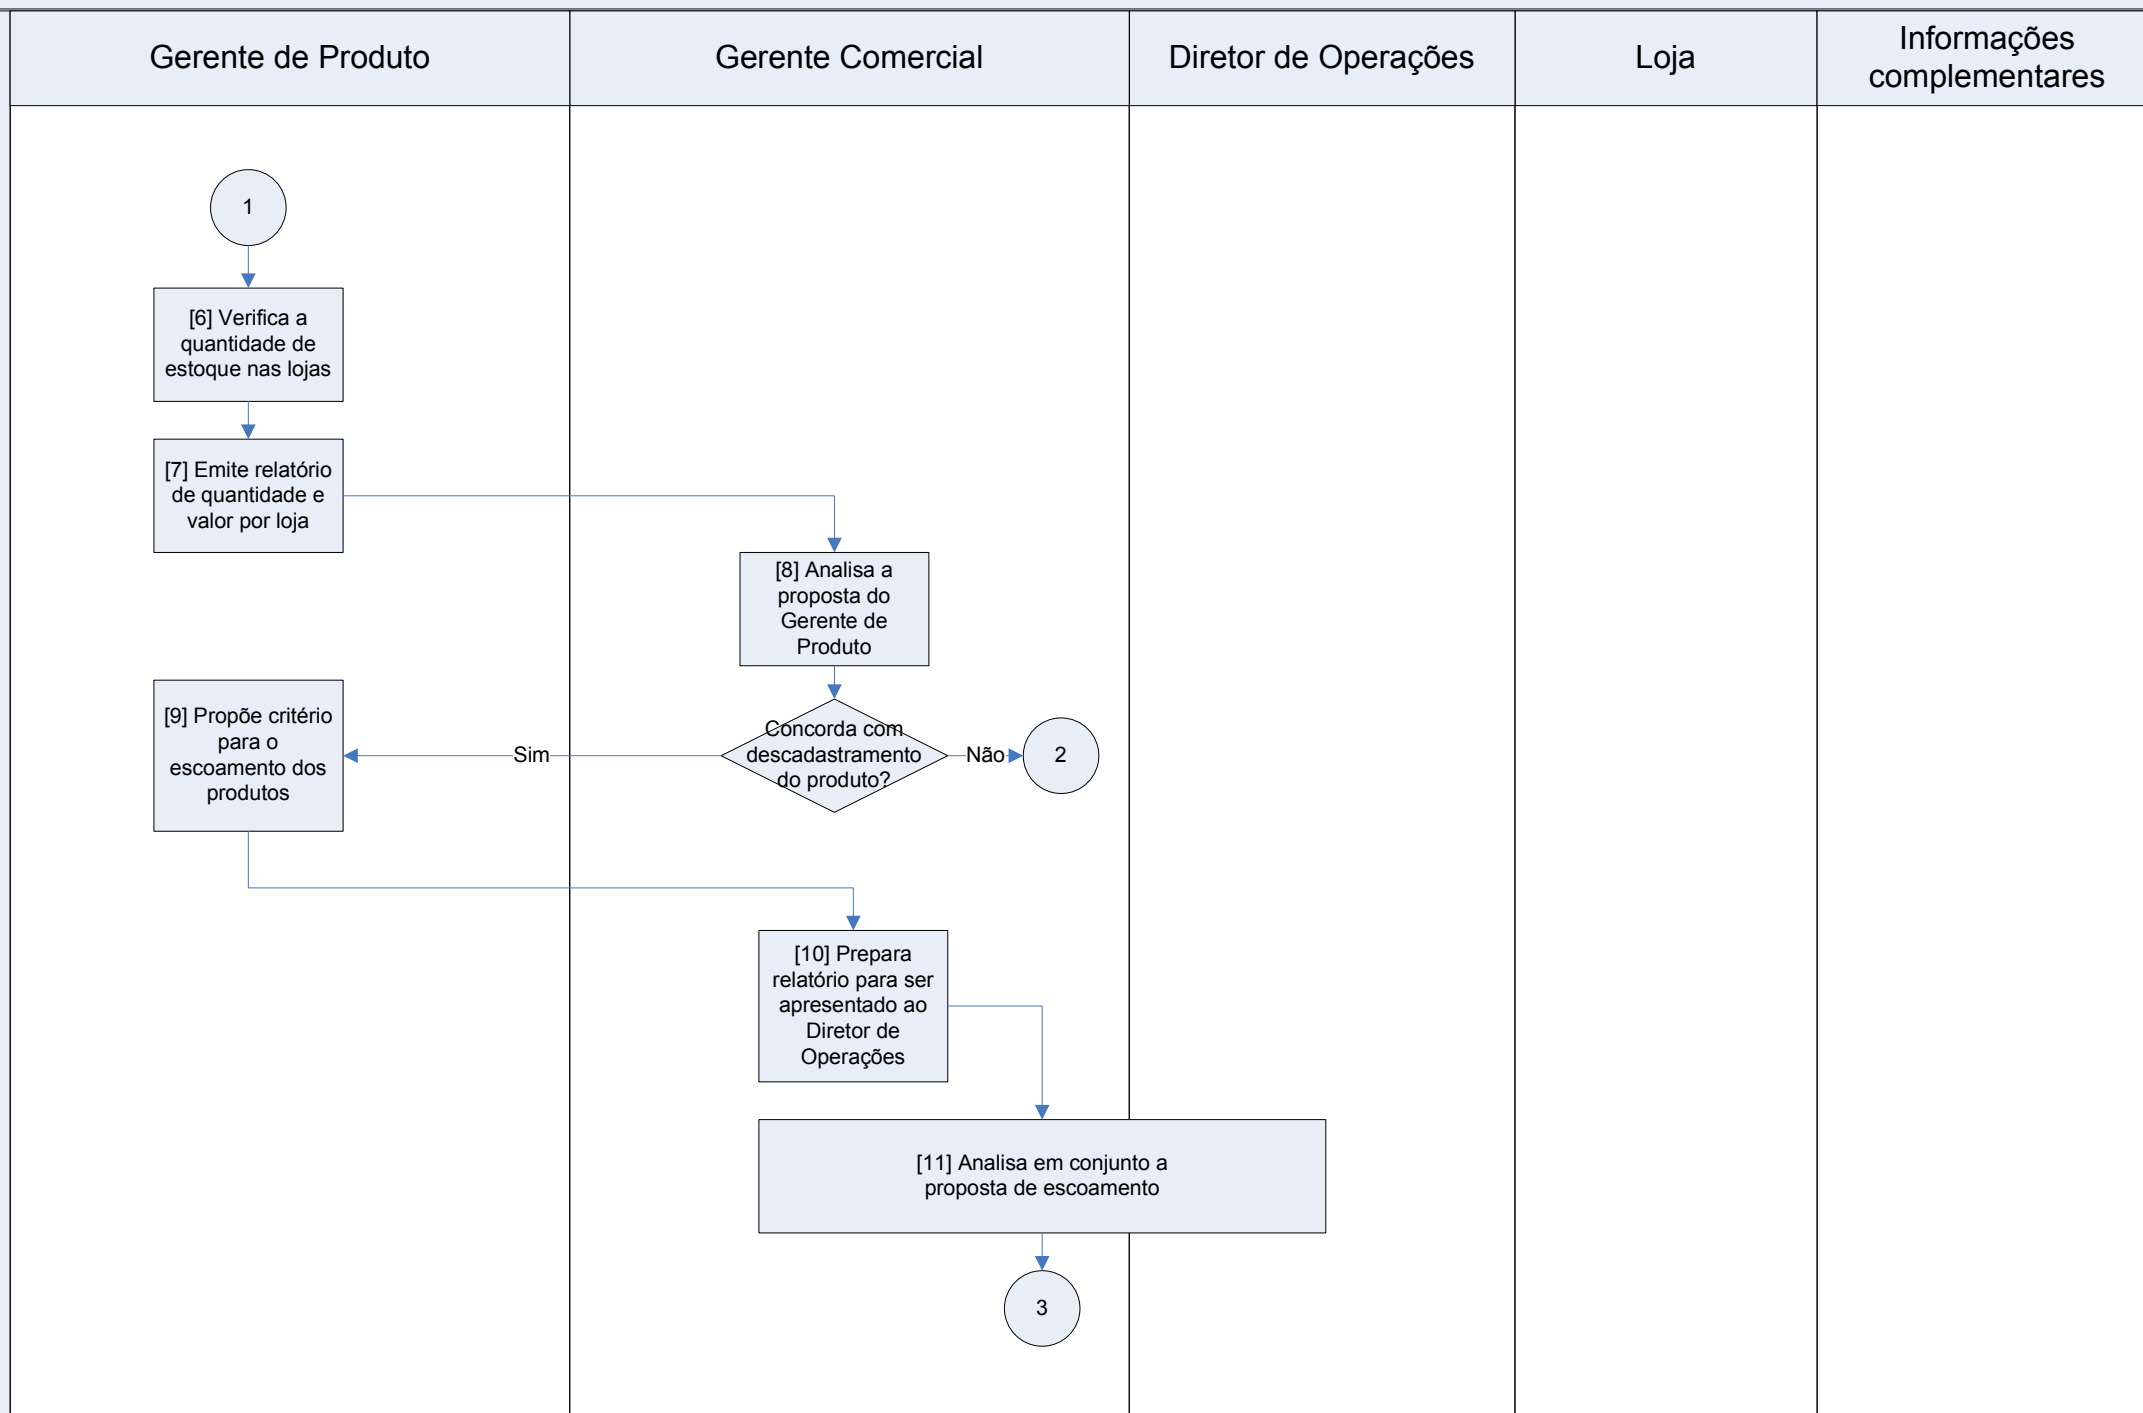 Gerente de Produto
Gerente Comercial
Diretor de Operações
Loja
Informações
complementares
1
[6] Verifica a
quantidade de
estoque nas lojas
[7] Emite relatório
de quantidade e
valor por loja
[8] Analisa a
proposta do
Gerente de
Produto
Concorda com
descadastramento
do produto?
Sim
Não
2
[9] Propõe critério
para o
escoamento dos
produtos
[10] Prepara
relatório para ser
apresentado ao
Diretor de
Operações
[11] Analisa em conjunto a
proposta de escoamento
3